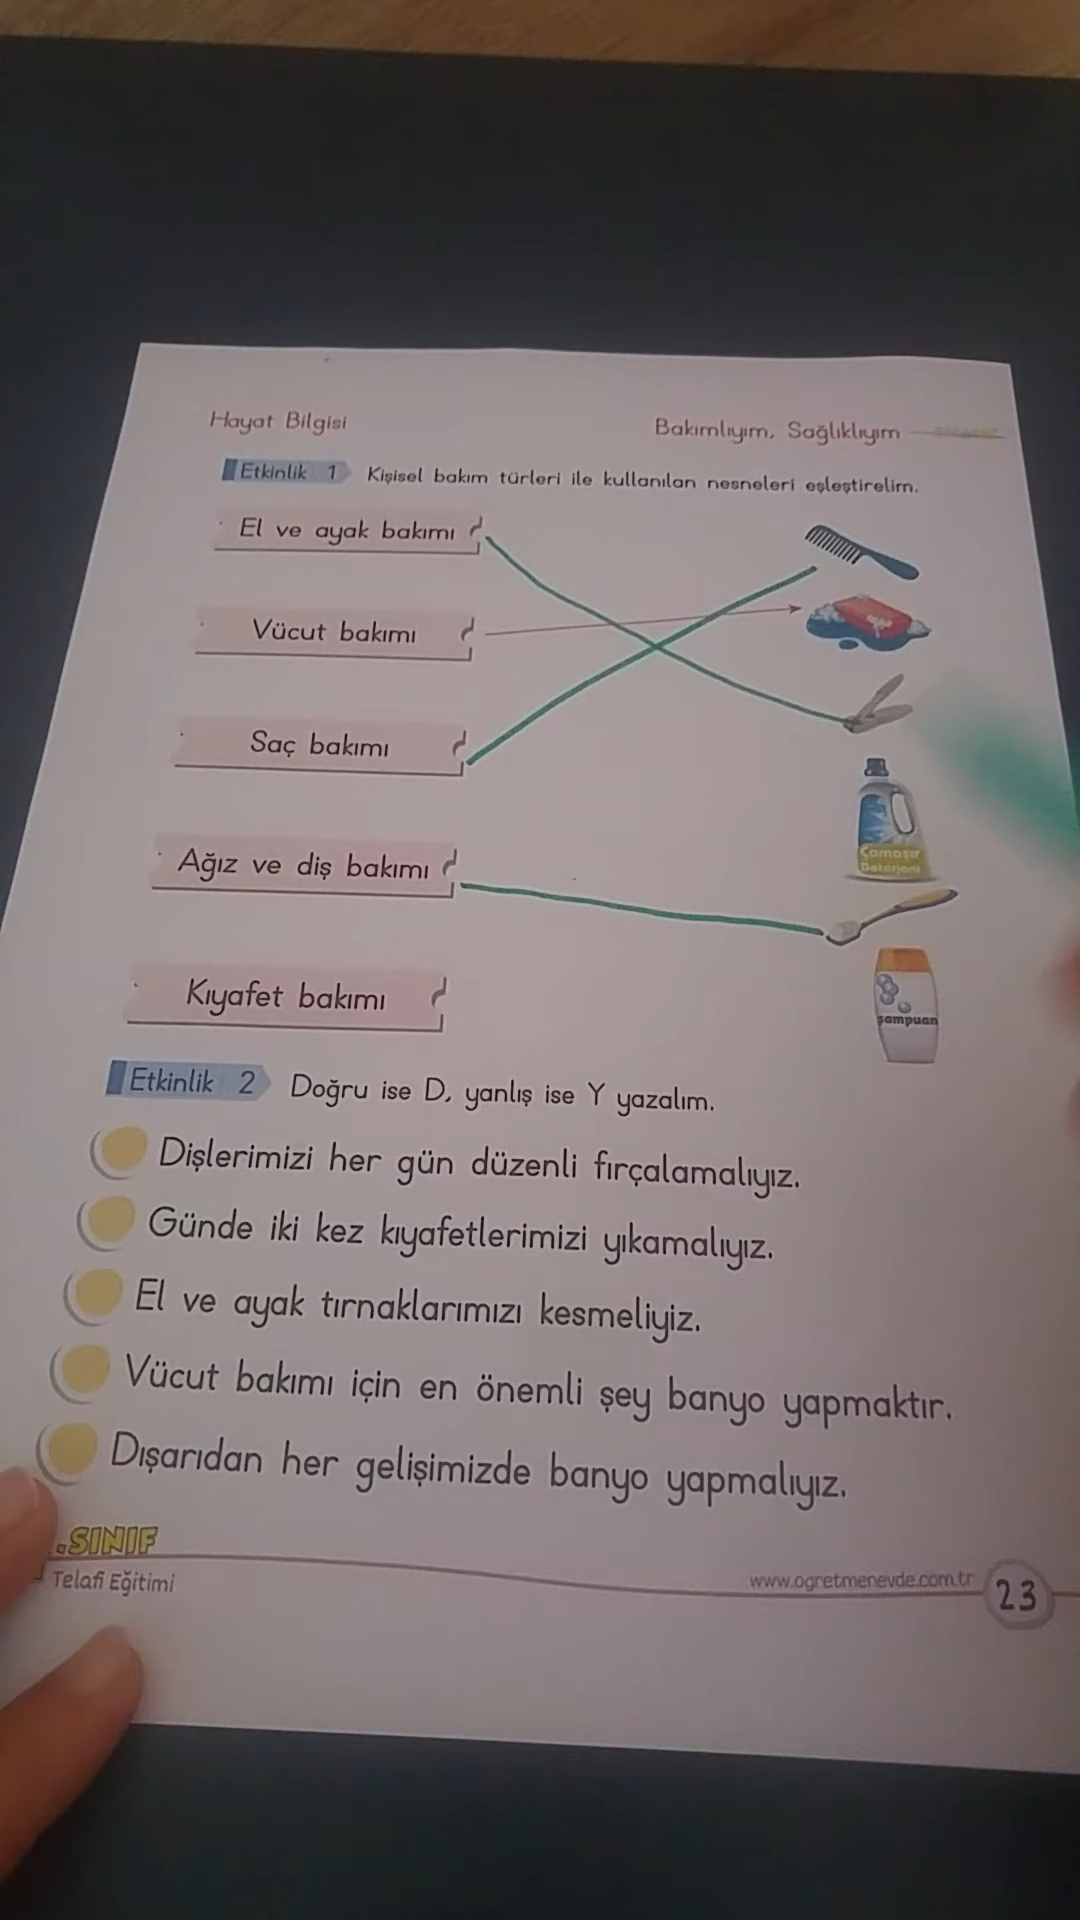 Hayat Bilgisi
Bakımlıyım, Sağlıklıyım
Etkinlik 1 Kişisel bakım türleri ile kullanılan nesneleri eşleştirelim.
El ve ayak bakımı
Vücut bakımı
Saç bakımı
Çamaşır
Deterjanı
Ağız ve diş bakımı
Kıyafet bakımı
şampuan
Etkinlik 2 Doğru ise D, yanlış ise Y yazalım.
Dişlerimizi her gün düzenli fırçalamalıyız.
Günde iki kez kıyafetlerimizi yıkamalıyız.
El ve ayak tırnaklarımızı kesmeliyiz.
Vücut bakımı için en önemli şey banyo yapmaktır.
Dışarıdan her gelişimizde banyo yapmalıyız.
.SINIF
Telafi Eğitimi
www.ogretmenevde.com.tr
23